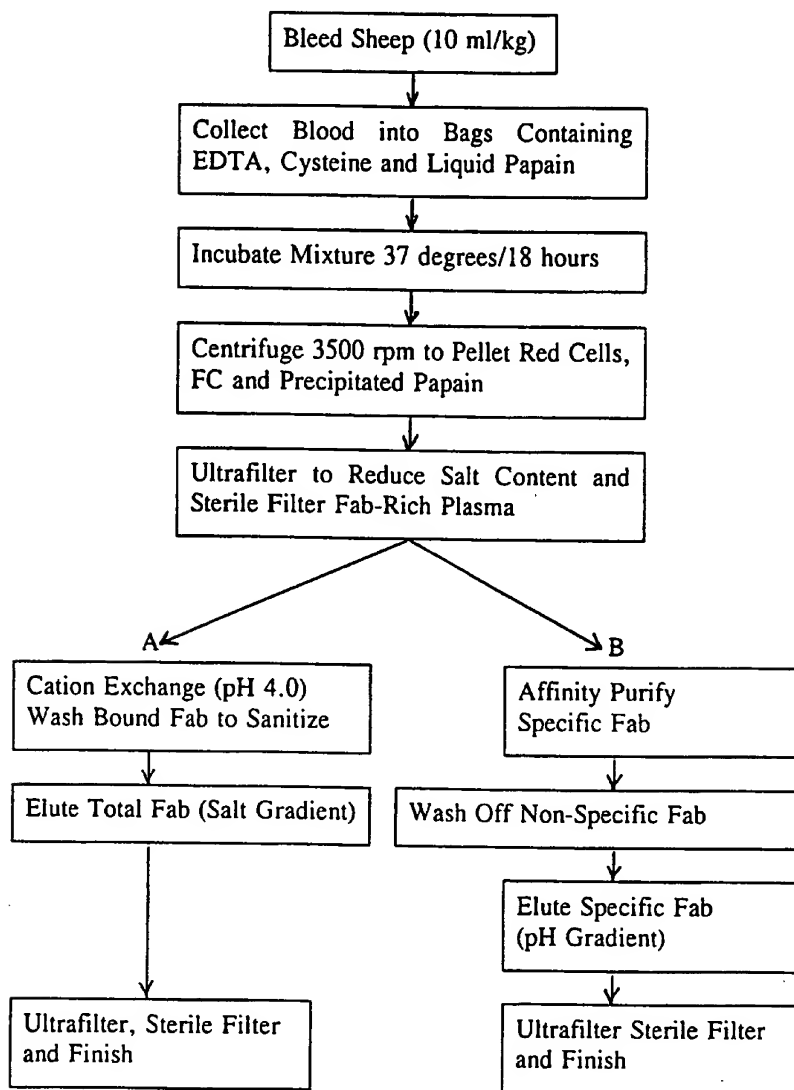 Bleed Sheep (10 ml/kg)
Collect Blood into Bags Containing
EDTA, Cysteine and Liquid Papain
Incubate Mixture 37 degrees/18 hours
Centrifuge 3500 rpm to Pellet Red Cells,
FC and Precipitated Papain
Ultrafilter to Reduce Salt Content and
Sterile Filter Fab-Rich Plasma
A
Cation Exchange (pH 4.0)
Wash Bound Fab to Sanitize
Elute Total Fab (Salt Gradient)
Ultrafilter, Sterile Filter
and Finish
B
Affinity Purify
Specific Fab
Wash Off Non-Specific Fab
Elute Specific Fab
(pH Gradient)
Ultrafilter Sterile Filter
and Finish